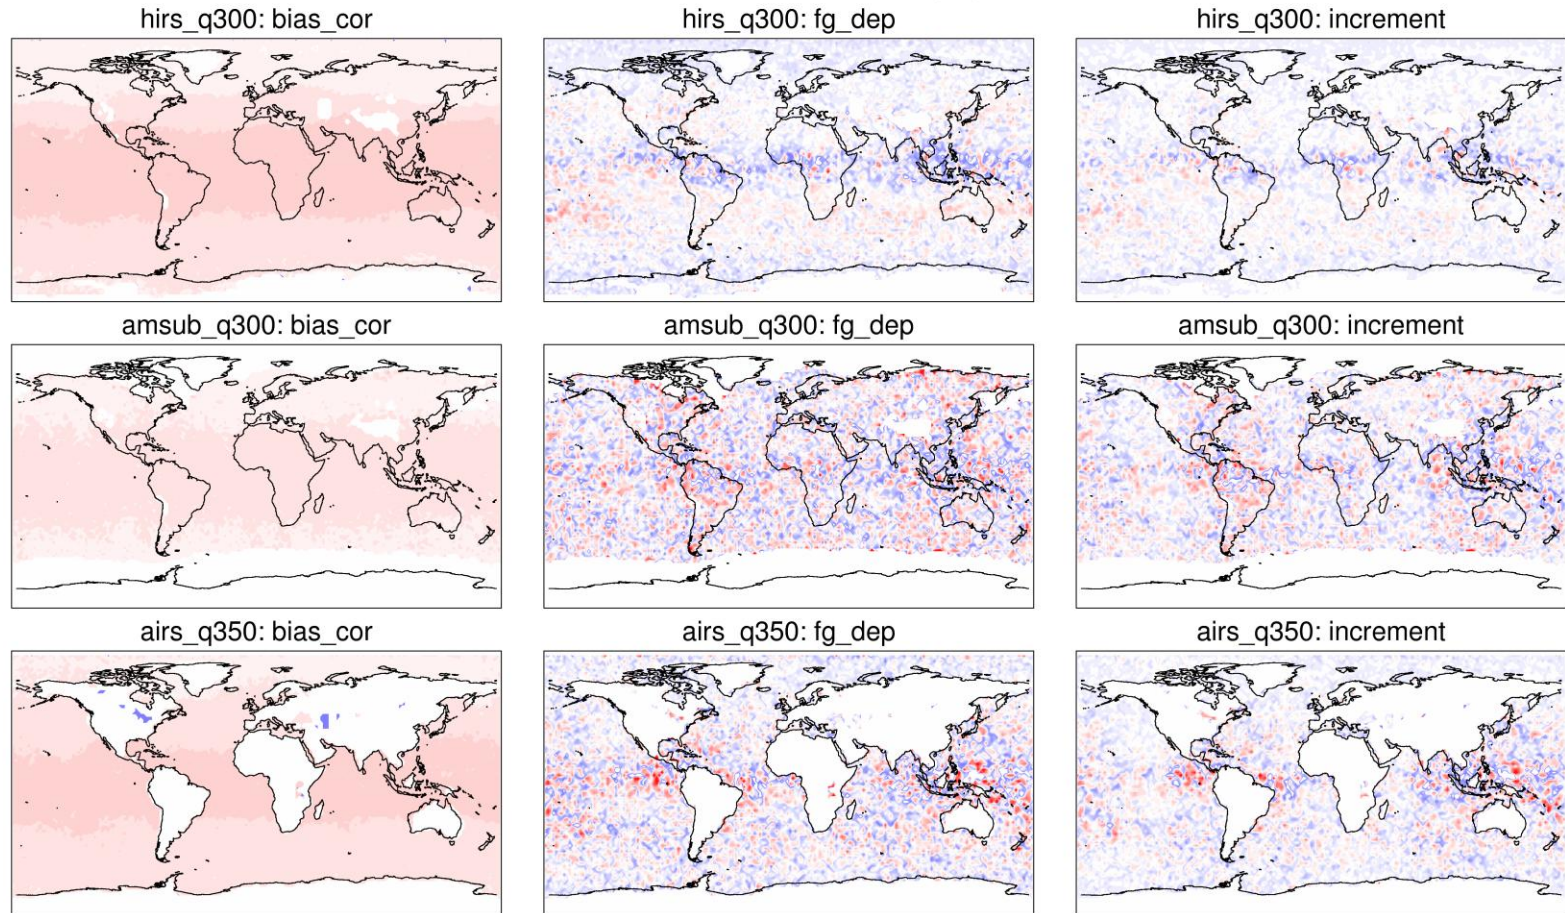 hirs_q300: bias_cor
hirs_q300: fg_dep
hirs_q300: increment
amsub_q300: bias_cor
amsub_q300: fg_dep
amsub_q300: increment
airs_q350: bias_cor
airs_q350: fg_dep
airs_q350: increment